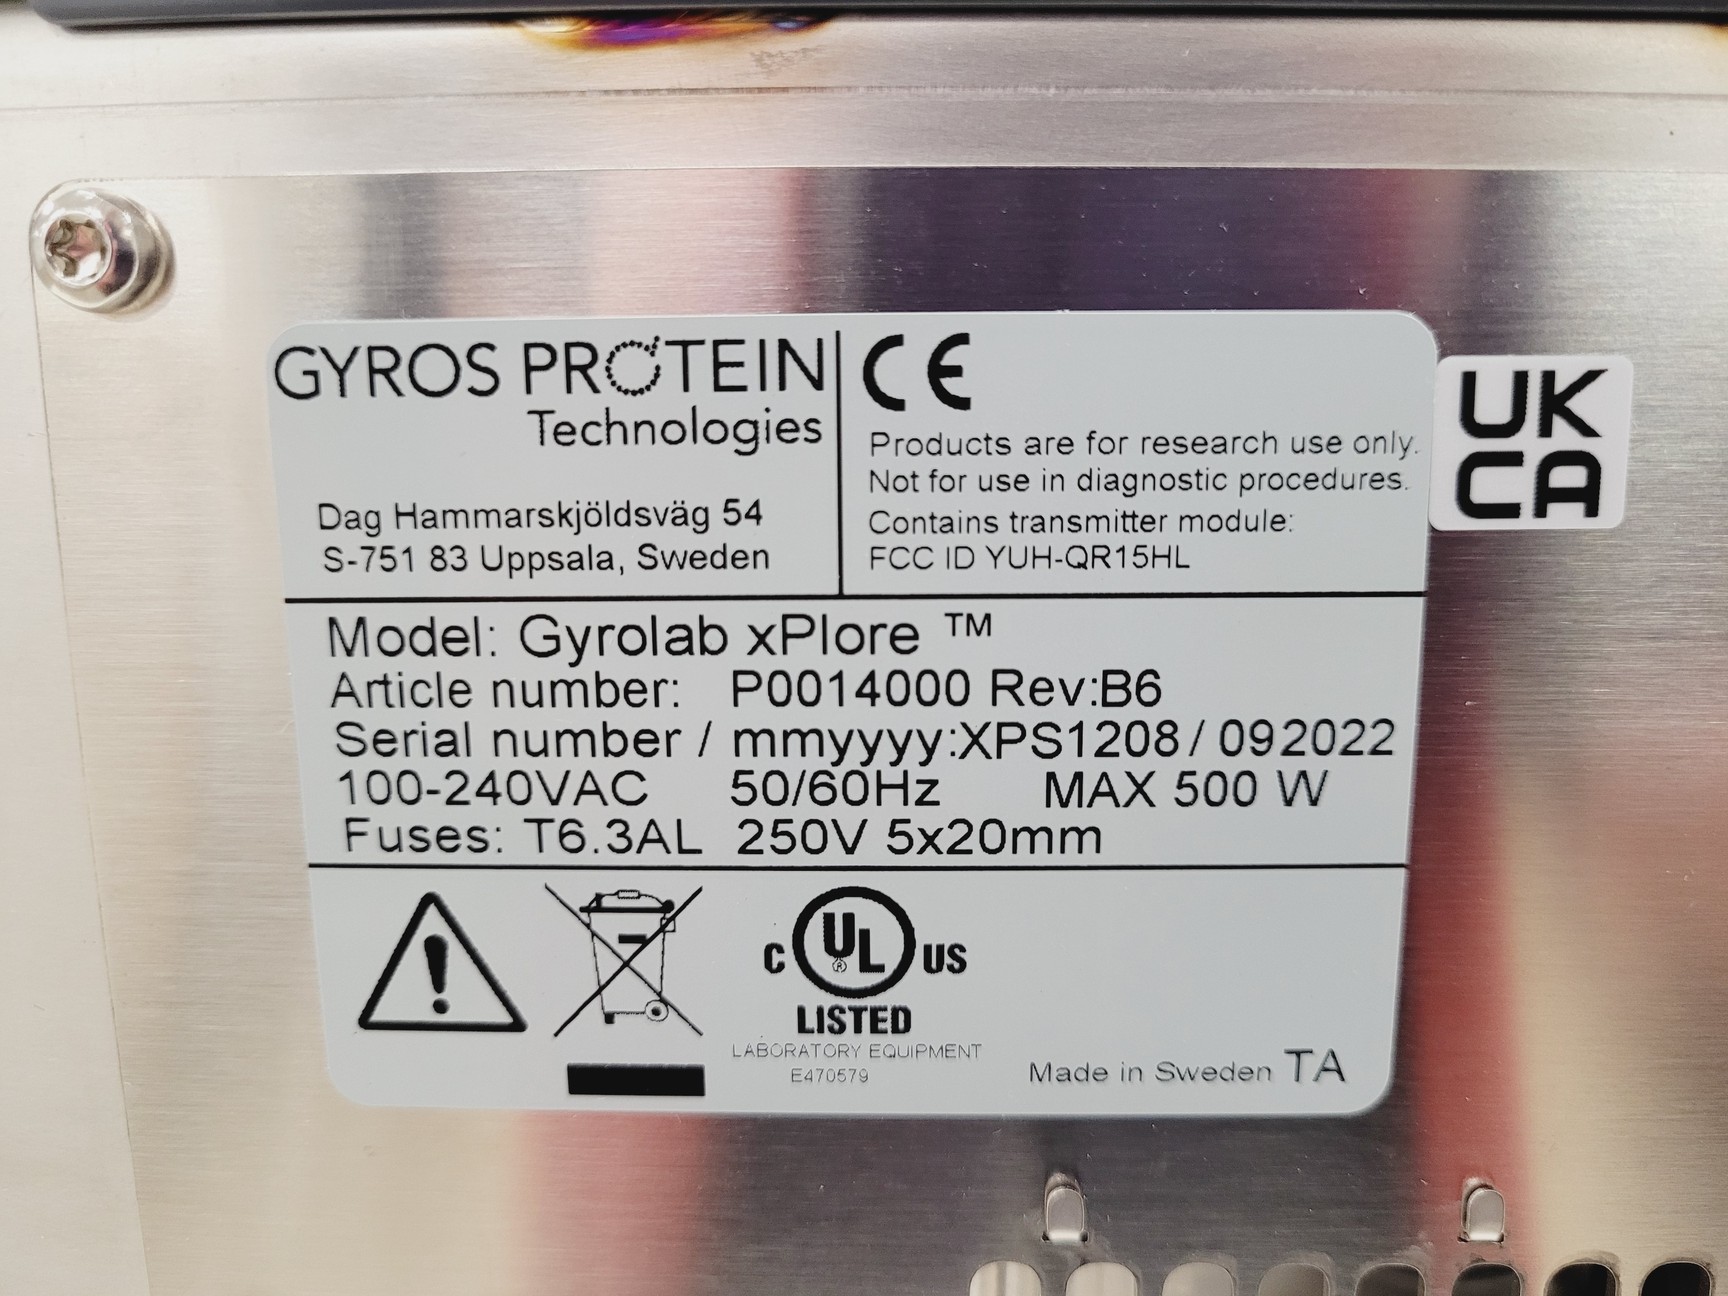 GYROS PROTEIN
Technologies
Dag Hammarskjöldsväg 54
S-751 83 Uppsala, Sweden
CE
Products are for research use only.
Not for use in diagnostic procedures.
Contains transmitter module:
FCC ID YUH-QR15HL
UK
CA
Model: Gyrolab xPlore ™
Article number: P0014000 Rev:B6
Serial number / mmyyyy:XPS1208 / 092022
100-240VAC 50/60Hz MAX 500 W
Fuses: T6.3AL 250V 5x20mm
C UL ® US
LISTED
LABORATORY EQUIPMENT
E470579
Made in Sweden TA